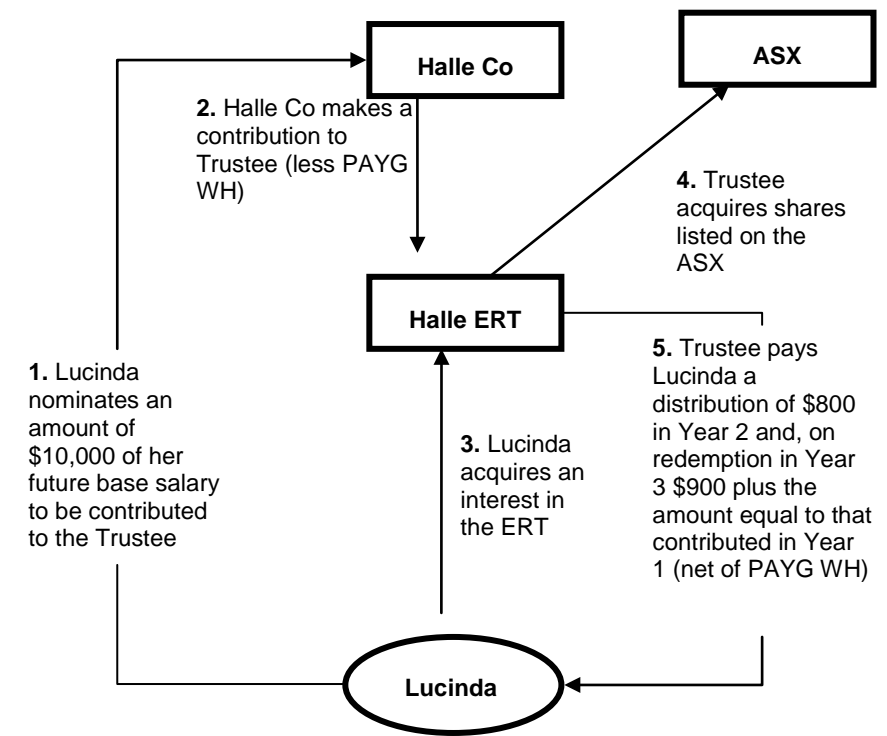 Halle Co
ASX
2. Halle Co makes a
contribution to
Trustee (less PAYG
WH)
4. Trustee
acquires shares
listed on the
ASX
Halle ERT
1. Lucinda
nominates an
amount of
$10,000 of her
future base salary
to be contributed
to the Trustee
3. Lucinda
acquires an
interest in
the ERT
5. Trustee pays
Lucinda a
distribution of $800
in Year 2 and, on
redemption in Year
3 $900 plus the
amount equal to that
contributed in Year
1 (net of PAYG WH)
Lucinda